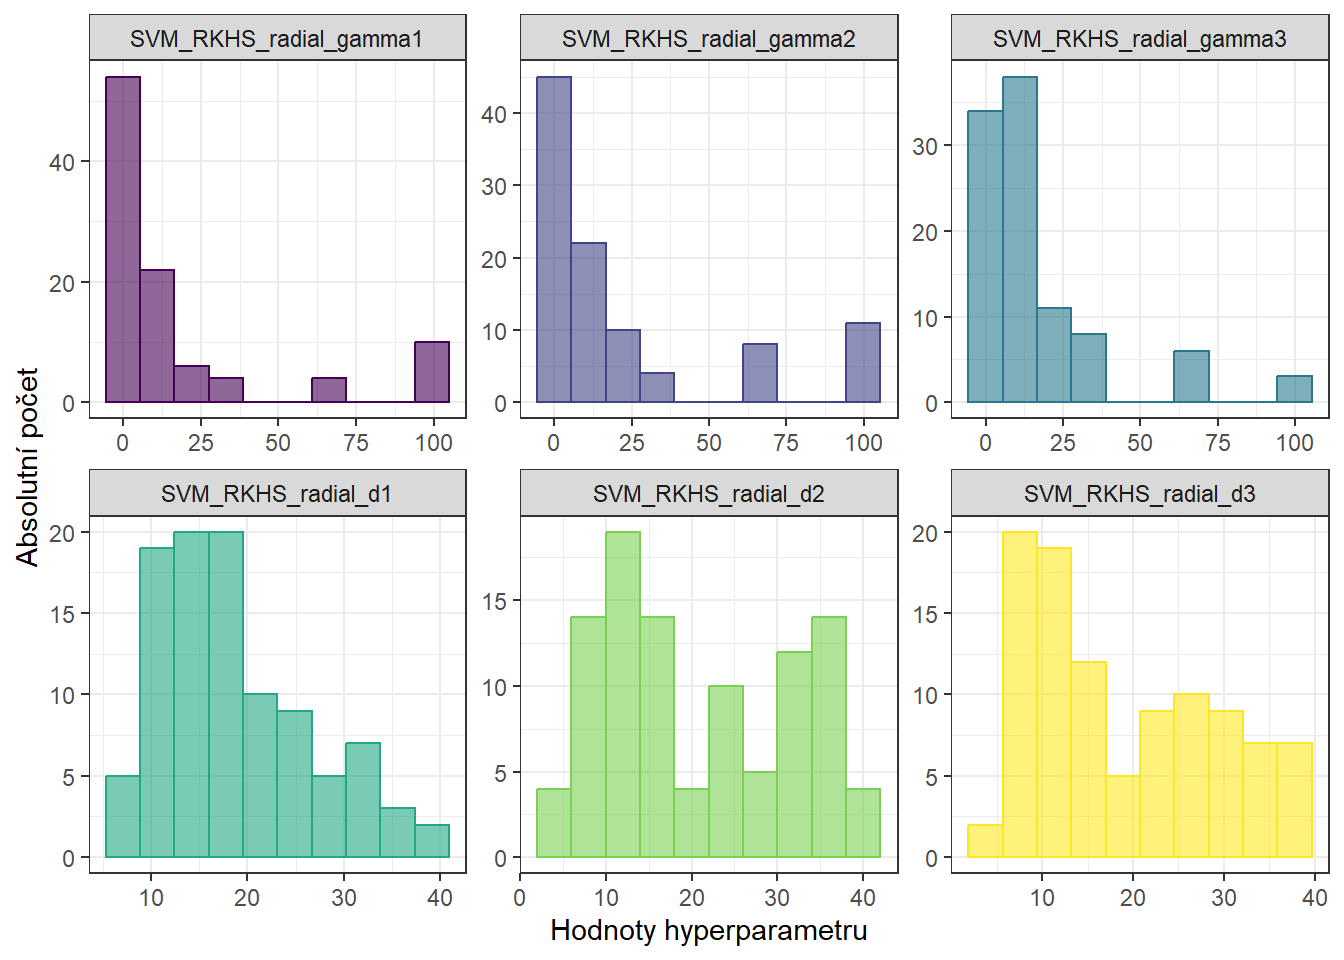 SVM_RKHS_radial_gamma1 SVM_RKHS_radial_gamma2 SVM_RKHS_radial_gamma3
40
20
0
40
30
20
10
0
30
20
10
0
0 25 50 75 100
0 25 50 75 100
0 25 50 75 100
Absolutní počet
SVM_RKHS_radial_d1 SVM_RKHS_radial_d2 SVM_RKHS_radial_d3
20
15
10
5
0
15
10
5
0
20
15
10
5
0
10 20 30 40
0 10 20 30 40
10 20 30 40
Hodnoty hyperparametru